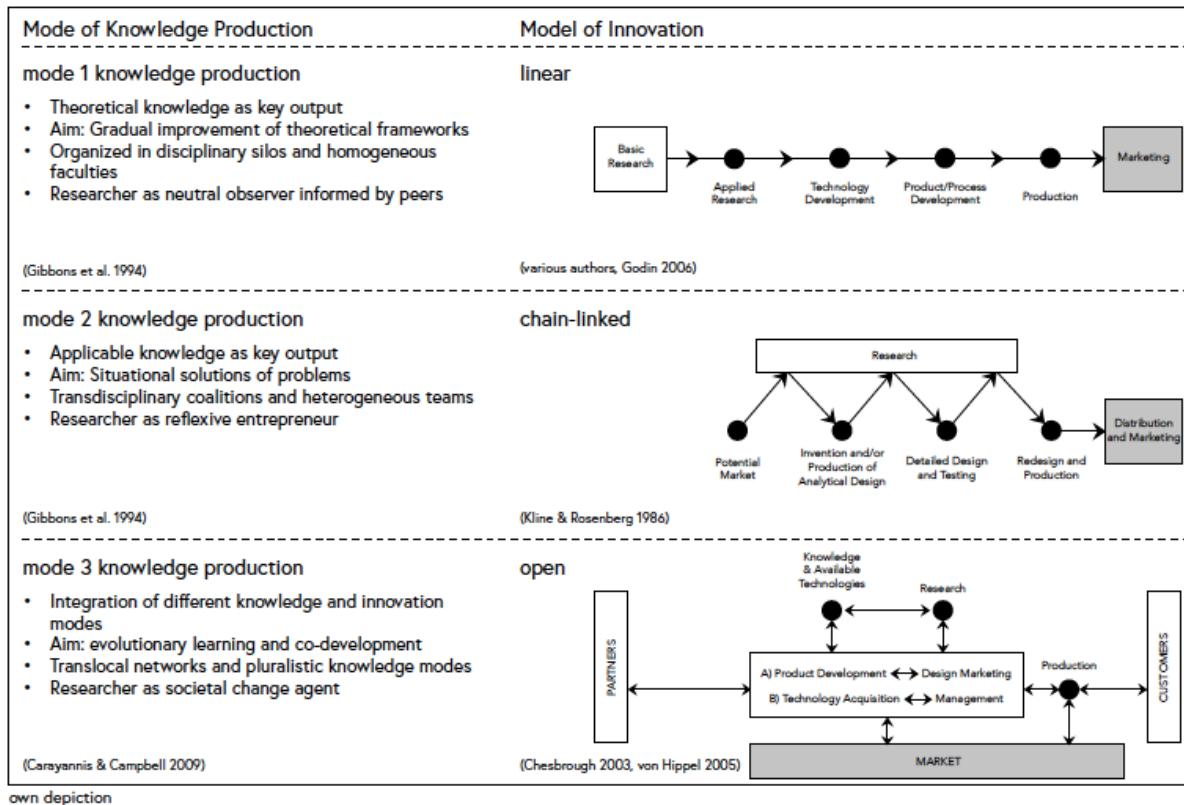 Mode of Knowledge Production
Model of Innovation
mode 1 knowledge production
• Theoretical knowledge as key output
• Aim: Gradual improvement of theoretical frameworks
• Organized in disciplinary silos and homogeneous
faculties
• Researcher as neutral observer informed by peers
(Gibbons et al. 1994)
linear
Basic
Research
Applied
Research
Technology
Development
Product/Process
Development
Production
Marketing
(various authors, Godin 2006)
mode 2 knowledge production
• Applicable knowledge as key output
• Aim: Situational solutions of problems
• Transdisciplinary coalitions and heterogeneous teams
• Researcher as reflexive entrepreneur
(Gibbons et al. 1994)
chain-linked
Research
Potential
Market
Invention and/or
Production of
Analytical Design
Detailed Design
and Testing
Redesign and
Production
Distribution
and Marketing
(Kline & Rosenberg 1986)
mode 3 knowledge production
• Integration of different knowledge and innovation
modes
• Aim: evolutionary learning and co-development
• Translocal networks and pluralistic knowledge modes
• Researcher as societal change agent
(Carayannis & Campbell 2009)
open
Knowledge
& Available
Technologies
Research
PARTNERS
A) Product Development Design Marketing
B) Technology Acquisition Management
Production
CUSTOMERS
MARKET
(Chesbrough 2003, von Hippel 2005)
own depiction